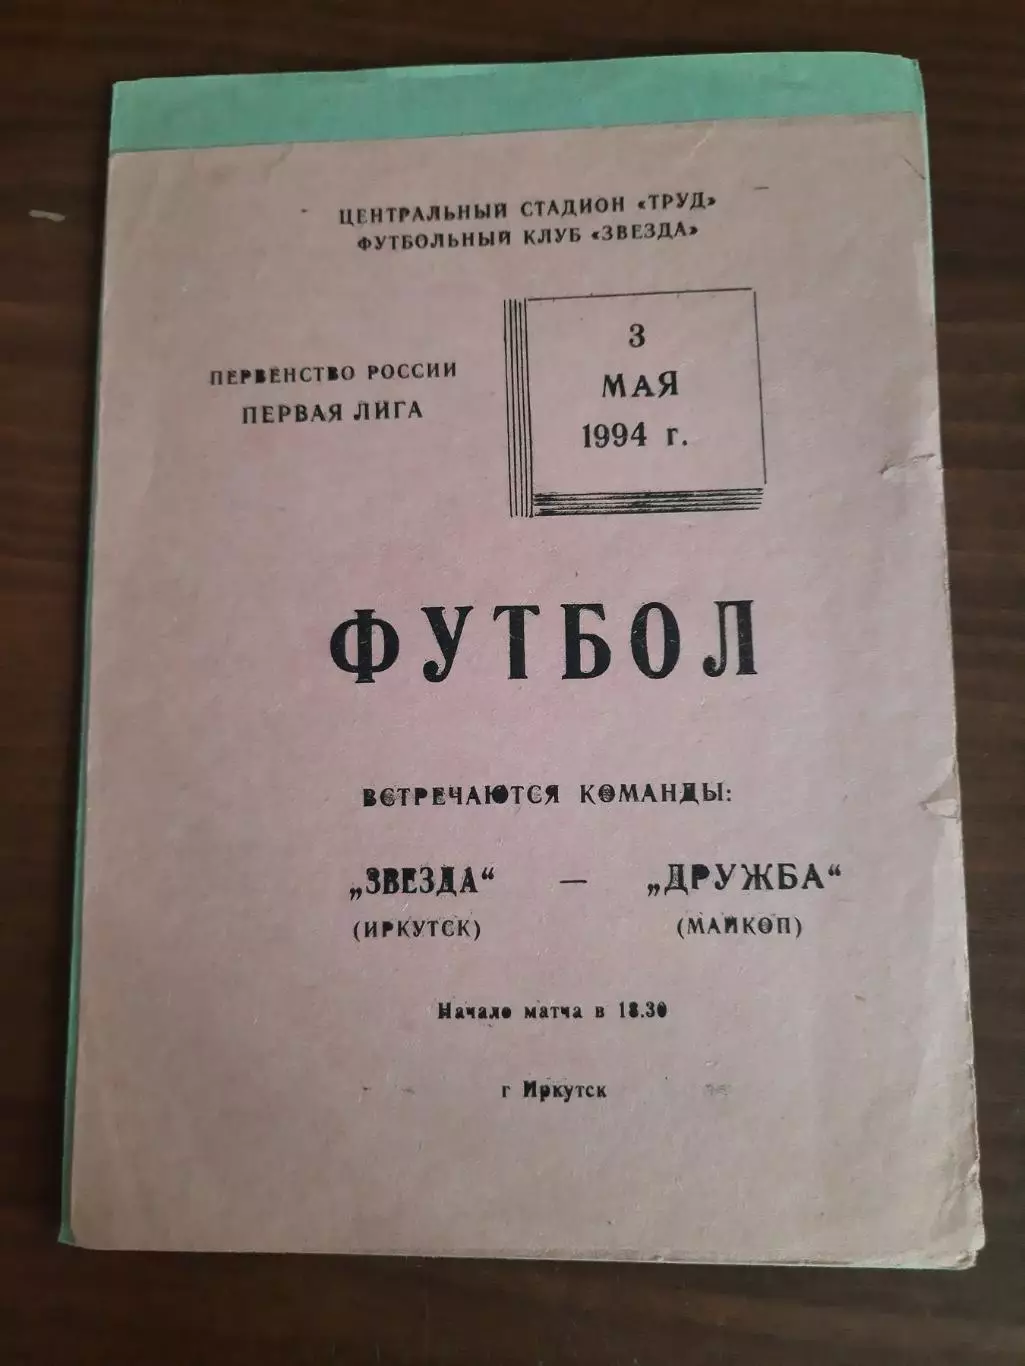 ЦЕНТРАЛЬНЫЙ СТАДИОН «ТРУД»
ФУТБОЛЬНЫЙ КЛУБ «ЗВЕЗДА»
ПЕРВЕНСТВО РОССИИ
ПЕРВАЯ ЛИГА
3
МАЯ
1994 г.
ФУТБОЛ
ВСТРЕЧАЮТСЯ КОМАНДЫ:
„ЗВЕЗДА“ — „ДРУЖБА“
(ИРКУТСК) (МАЙКОП)
Начало матча в 18.30
г Иркутск